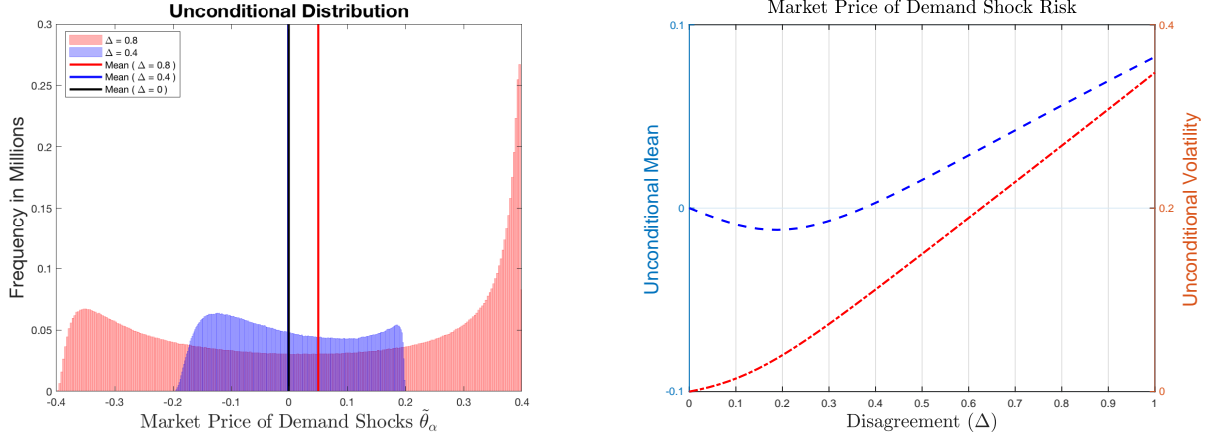 Unconditional Distribution
0.3
0.25
0.2
0.15
0.1
0.05
0
Frequency in Millions
Δ = 0.8
Δ = 0.4
Mean ( Δ = 0.8 )
Mean ( Δ = 0.4 )
Mean ( Δ = 0 )
-0.4 -0.3 -0.2 -0.1 0 0.1 0.2 0.3 0.4
Market Price of Demand Shocks θ̃α
Market Price of Demand Shock Risk
0.1
0
-0.1
Unconditional Mean
0.4
0.2
0
Unconditional Volatility
0 0.1 0.2 0.3 0.4 0.5 0.6 0.7 0.8 0.9 1
Disagreement (Δ)